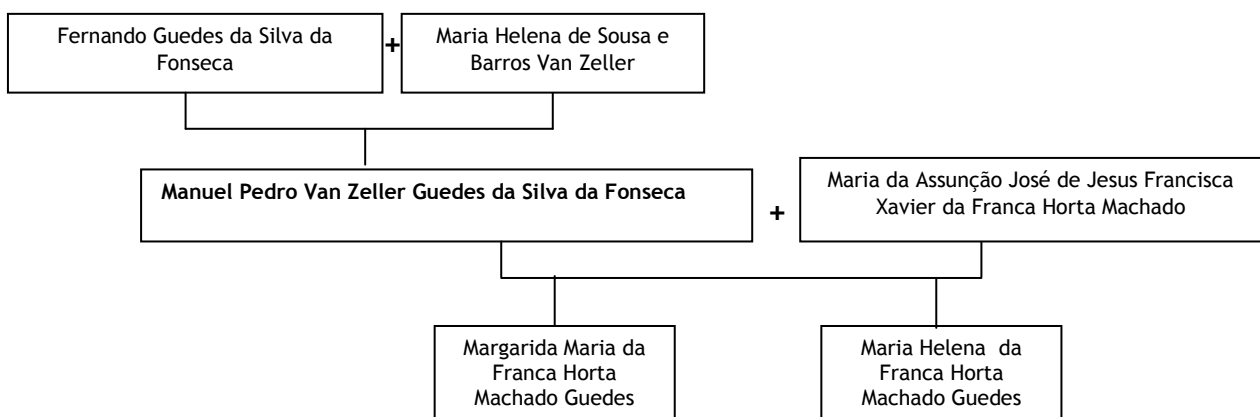 Fernando Guedes da Silva da
Fonseca
+
Maria Helena de Sousa e
Barros Van Zeller
Manuel Pedro Van Zeller Guedes da Silva da Fonseca
+
Maria da Assunção José de Jesus Francisca
Xavier da Franca Horta Machado
Margarida Maria da
Franca Horta
Machado Guedes
Maria Helena da
Franca Horta
Machado Guedes